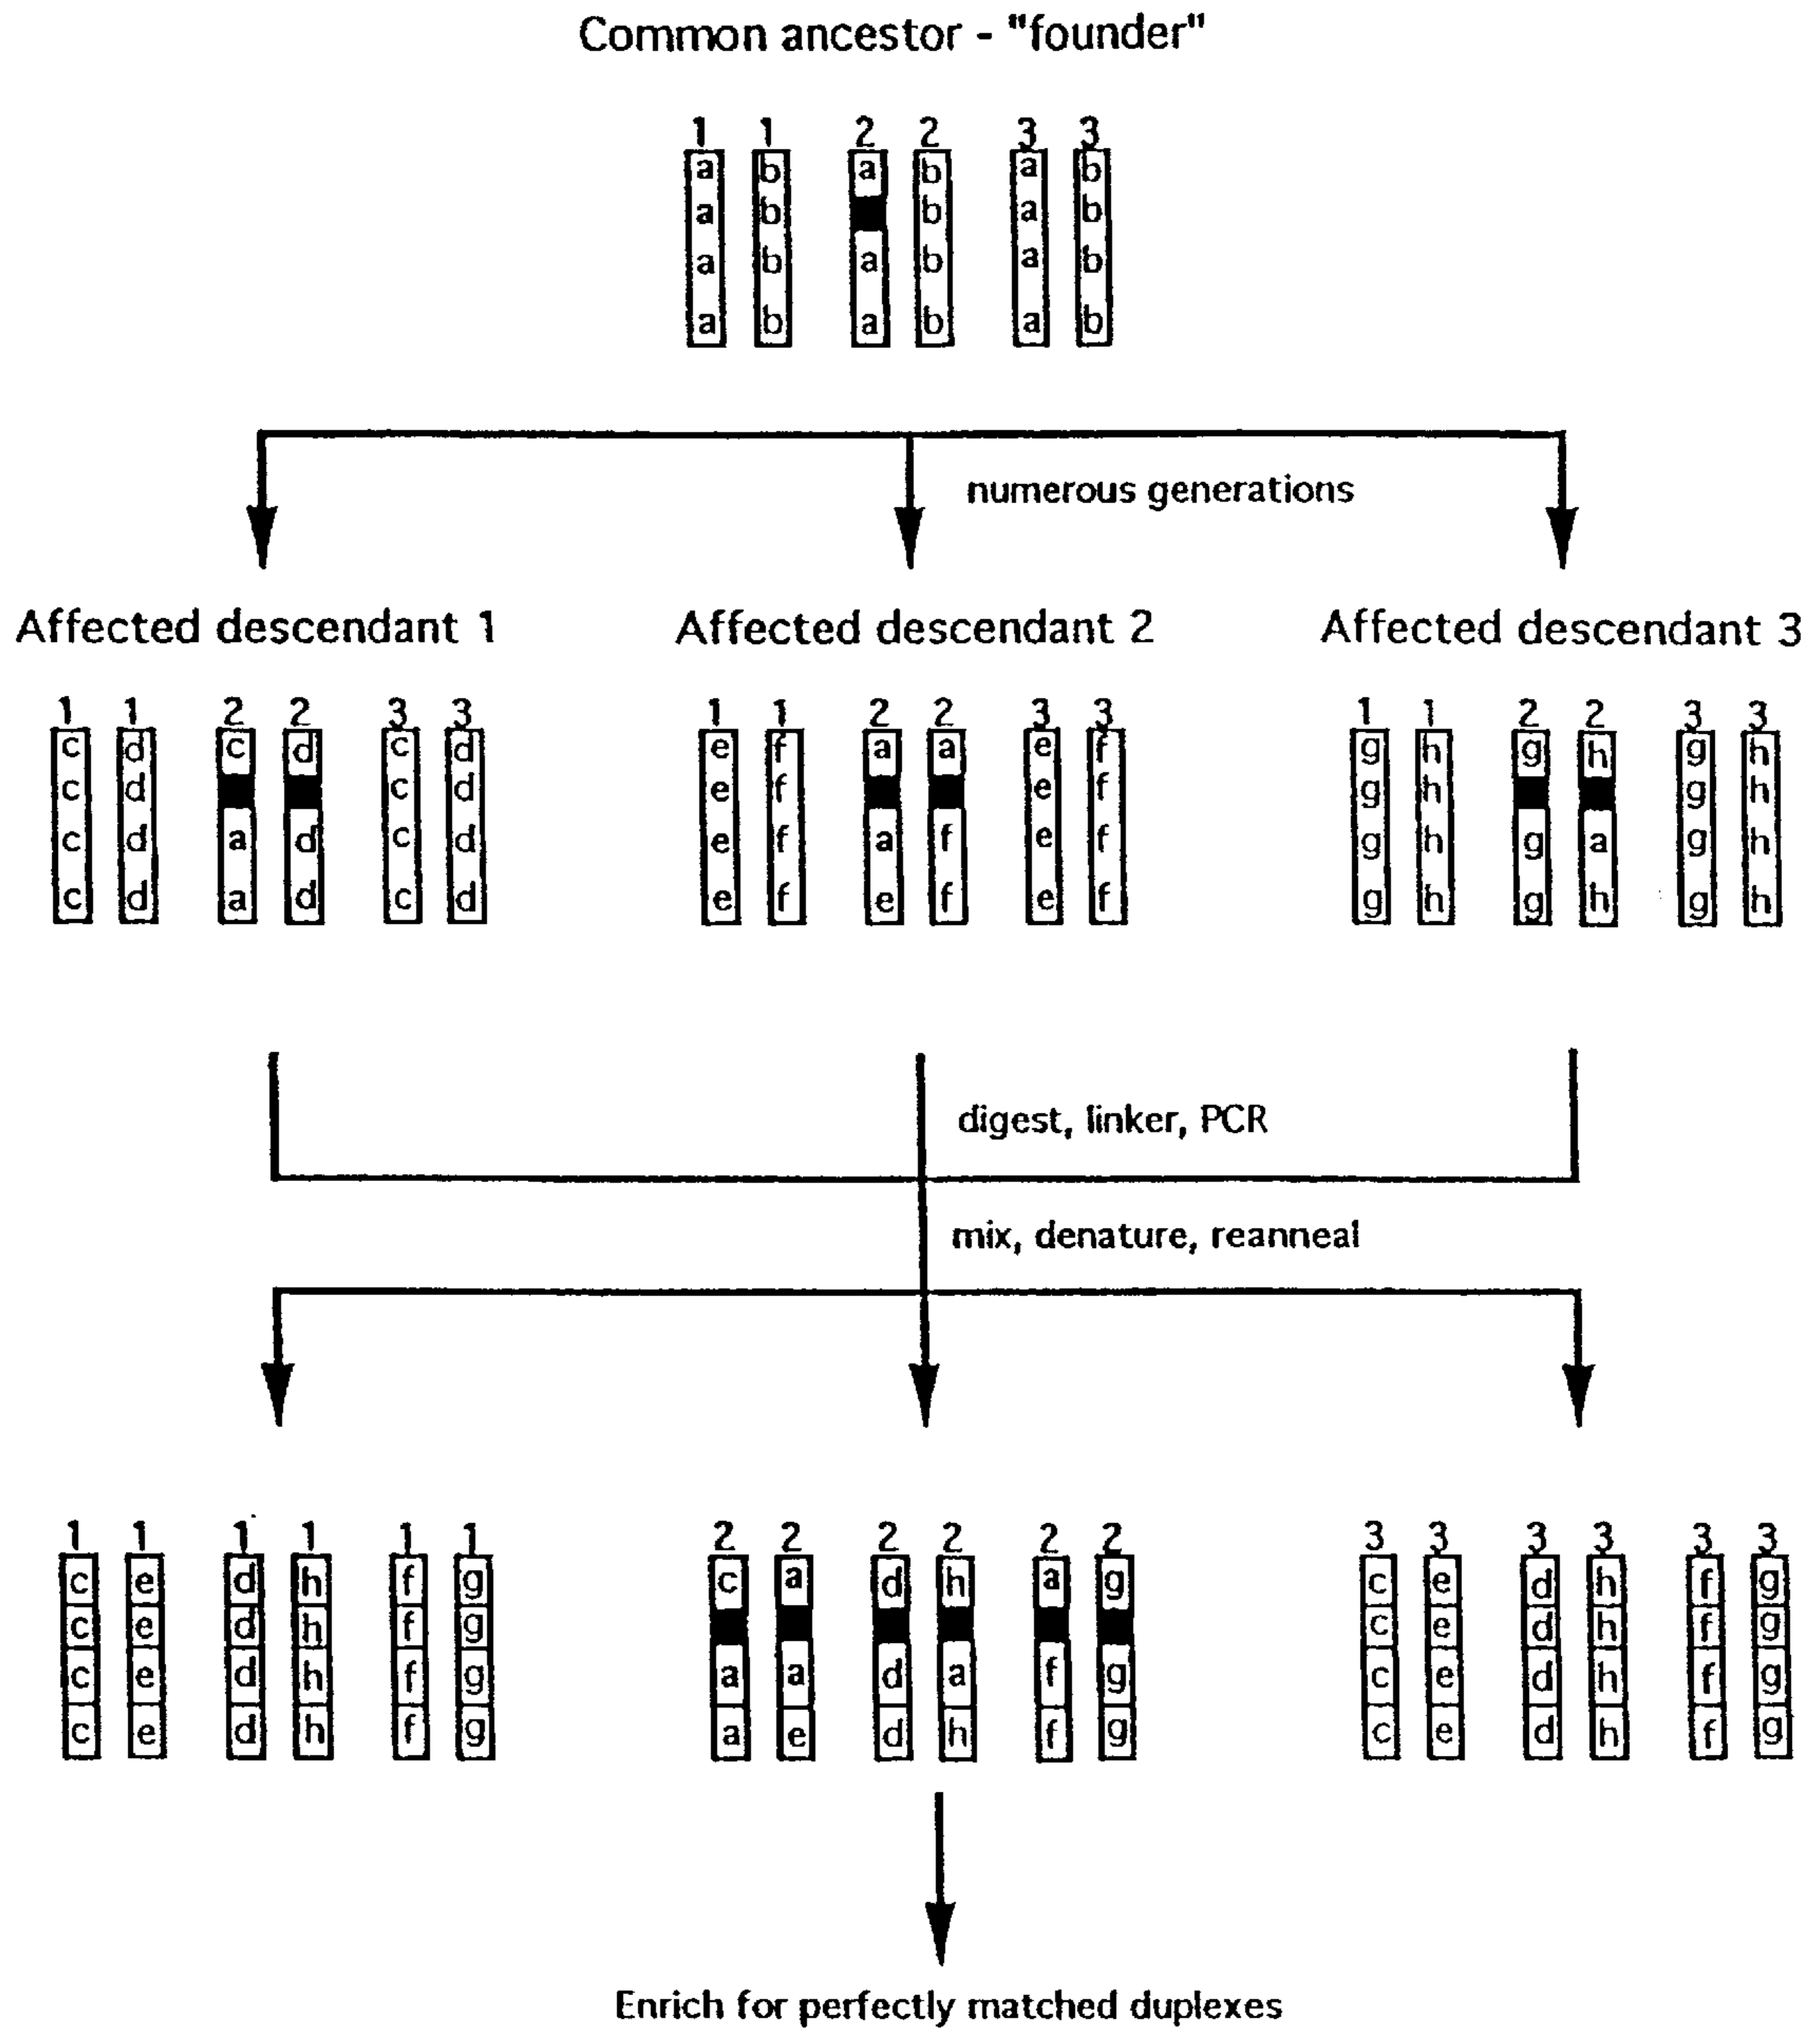 Common ancestor - "founder"
1 1 2 2 3 3
a b a b a b
a b b a b
a b a b a b
a b a b a b
numerous generations
Affected descendant 1 Affected descendant 2 Affected descendant 3
1 1 2 2 3 3 1 1 2 2 3 3 1 1 2 2 3 3
c d c d c d e f a a e f g h g h g h
c d c d e f e f g h g h
c d a d c d e f a f e f g h g a g h
c d a d c d e f e f e f g h g h g h
digest, linker, PCR
mix, denature, reanneal
1 1 1 1 1 1 2 2 2 2 2 2 3 3 3 3 3 3
c e d h f g c a d h a g c e d h f g
c e d h f g c e d h f g
c e d h f g a a d a f g c e d h f g
c e d h f g a e d h f g c e d h f g
Enrich for perfectly matched duplexes